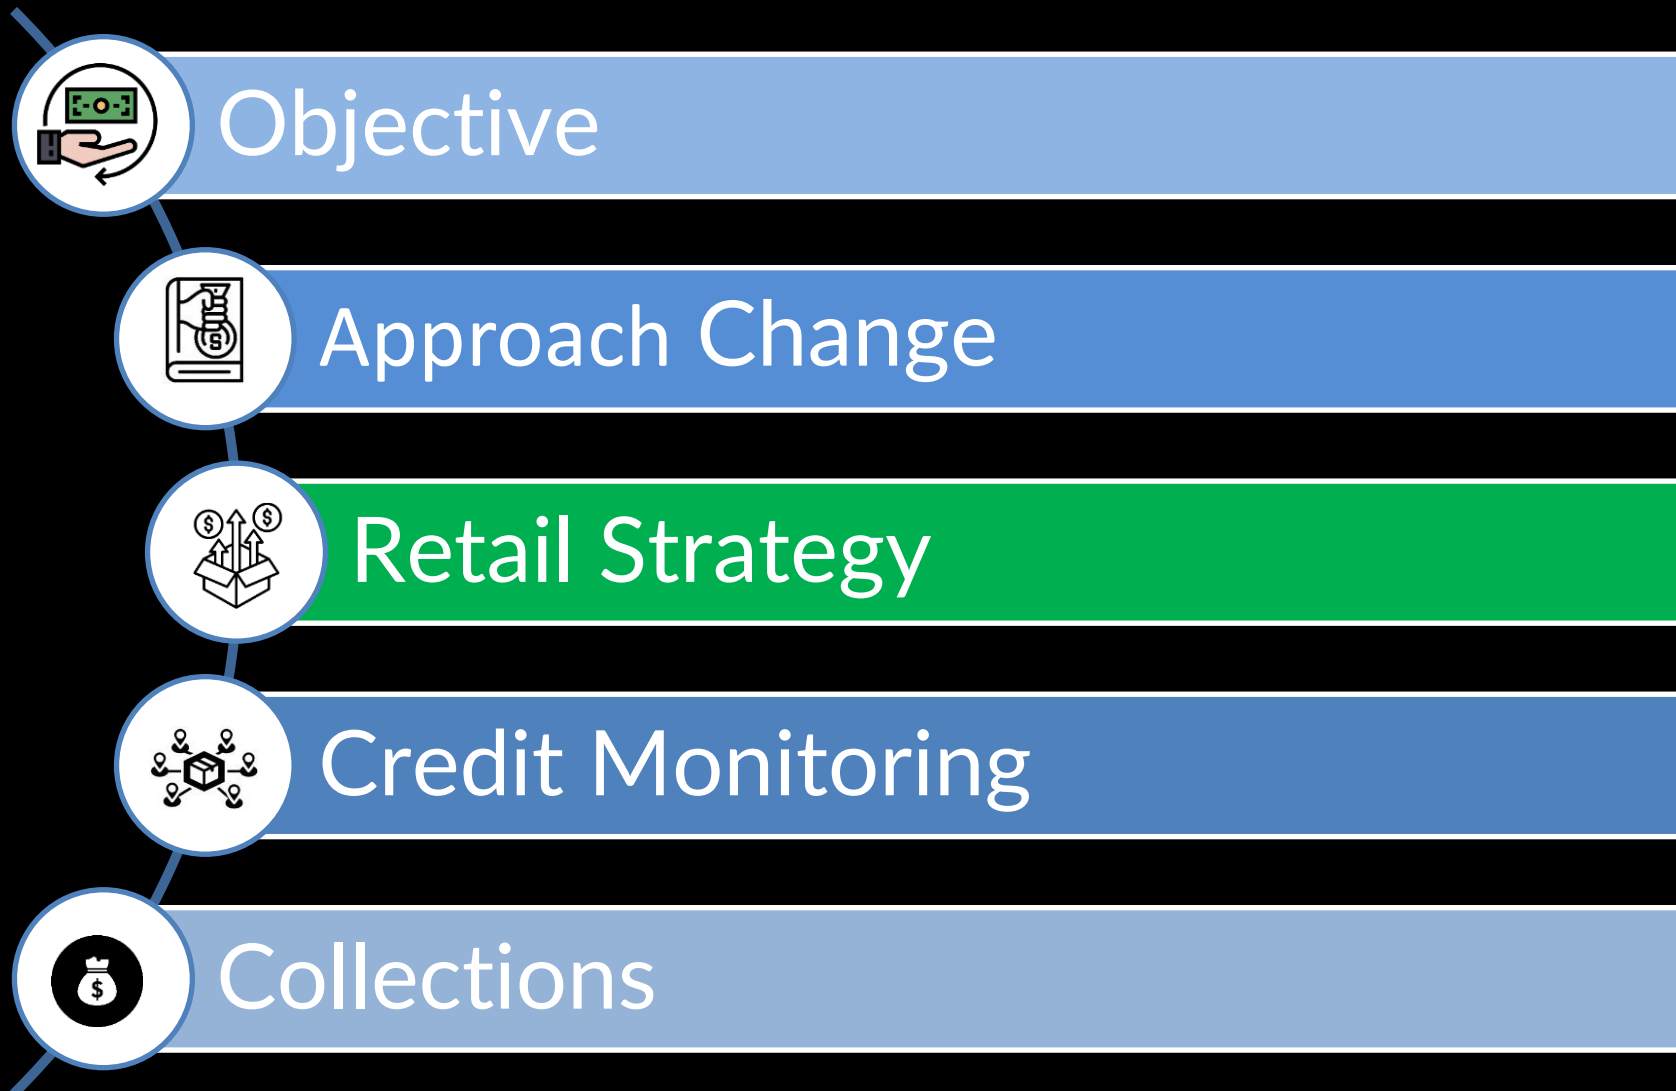 Objective
Approach Change
Retail Strategy
Credit Monitoring
Collections